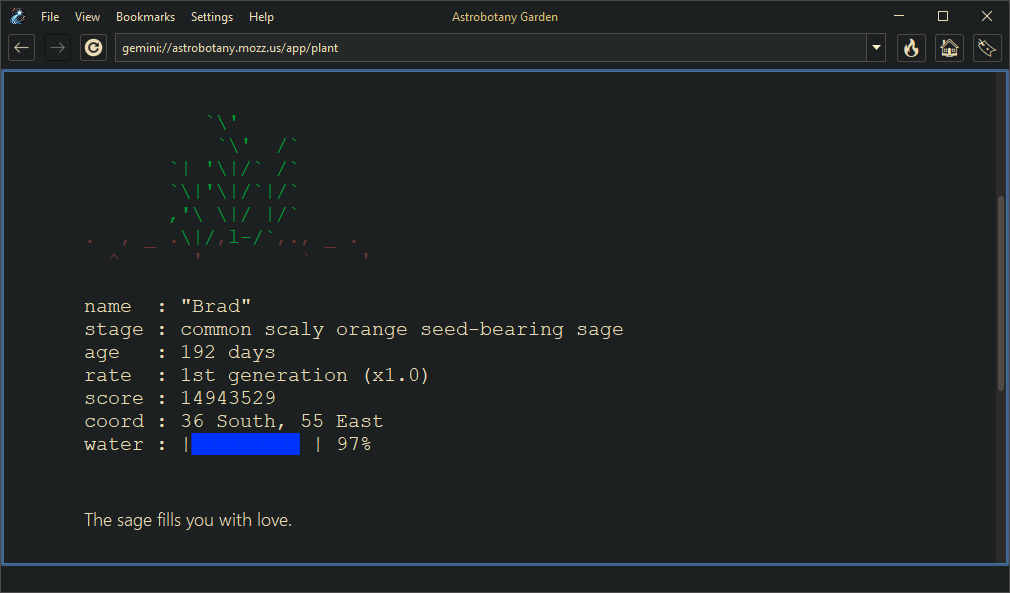 File View Bookmarks Settings Help Astrobotany Garden
gemini://astrobotany.mozz.us/app/plant
name  : "Brad"
stage : common scaly orange seed-bearing sage
age   : 192 days
rate  : 1st generation (x1.0)
score : 14943529
coord : 36 South, 55 East
water : | | 97%
The sage fills you with love.